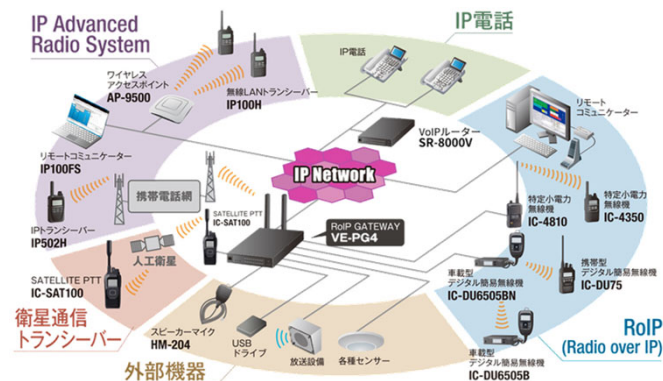 IP Advanced
Radio System
ワイヤレス
アクセスポイント
AP-9500
無線LANトランシーバー
IP100H
リモートコミュニケーター
IP100FS
携帯電話網
IPトランシーバー
IP502H
IP電話
IP電話
VoIPルーター
SR-8000V
IP Network
リモート
コミュニケーター
特定小電力
無線機
IC-4810
特定小電力
無線機
IC-4350
SATELLITE PTT
IC-SAT100
RoIP GATEWAY
VE-PG4
人工衛星
SATELLITE PTT
IC-SAT100
衛星通信
トランシーバー
車載型
デジタル簡易無線機
IC-DU6505BN
携帯型
デジタル簡易無線機
IC-DU75
車載型
デジタル簡易無線機
IC-DU6505B
RoIP
(Radio over IP)
スピーカーマイク
HM-204
USB
ドライブ
放送設備
各種センサー
外部機器